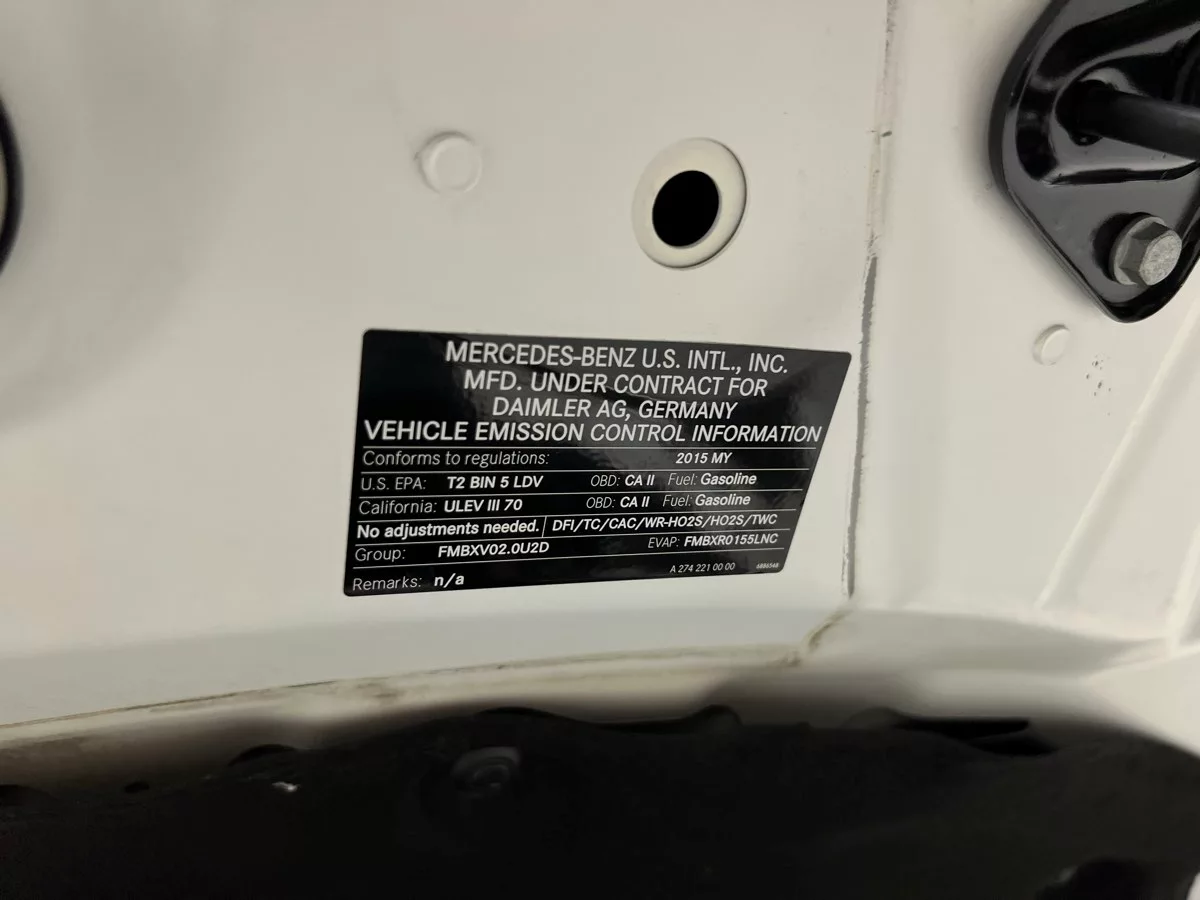 MERCEDES-BENZ U.S. INTL., INC.
MFD. UNDER CONTRACT FOR
DAIMLER AG, GERMANY
VEHICLE EMISSION CONTROL INFORMATION
Conforms to regulations: 2015 MY
U.S. EPA: T2 BIN 5 LDV OBD: CA II Fuel: Gasoline
California: ULEV III 70 OBD: CA II Fuel: Gasoline
No adjustments needed. DFI/TC/CAC/WR-HO2S/HO2S/TWC
Group: FMBXV02.0U2D EVAP: FMBXR0155LNC
A 274 221 00 00
Remarks: n/a